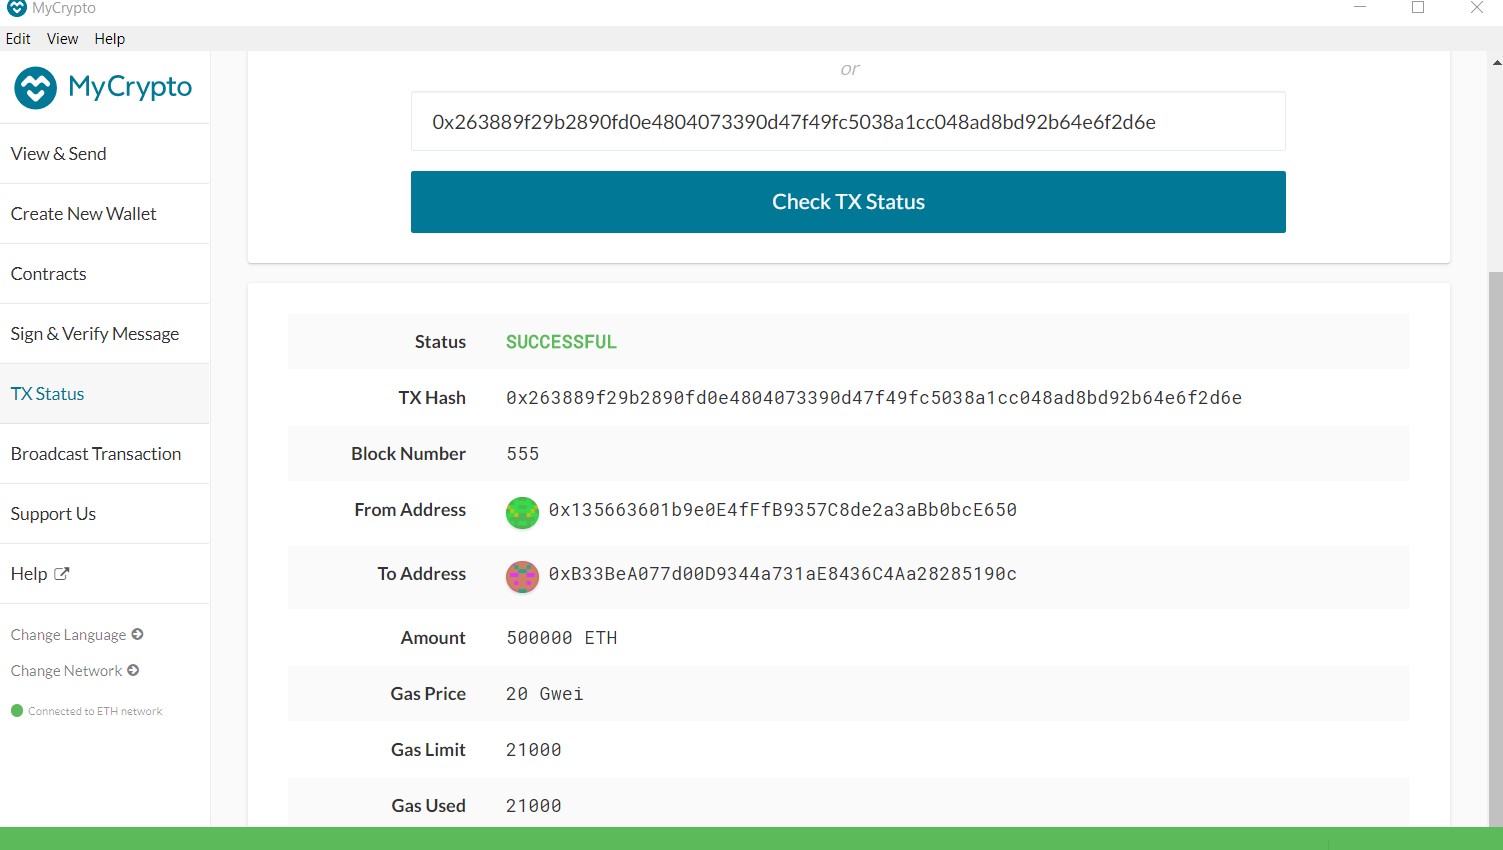 MyCrypto
Edit View Help
MyCrypto
View & Send
Create New Wallet
Contracts
Sign & Verify Message
TX Status
Broadcast Transaction
Support Us
Help
Change Language
Change Network
Connected to ETH network
or
0x263889f29b2890fd0e4804073390d47f49fc5038a1cc048ad8bd92b64e6f2d6e
Check TX Status
Status SUCCESSFUL
TX Hash 0x263889f29b2890fd0e4804073390d47f49fc5038a1cc048ad8bd92b64e6f2d6e
Block Number 555
From Address 0x135663601b9e0E4fFfB9357C8de2a3aBb0bcE650
To Address 0xB33BeA077d00D9344a731aE8436C4Aa28285190c
Amount 500000 ETH
Gas Price 20 Gwei
Gas Limit 21000
Gas Used 21000